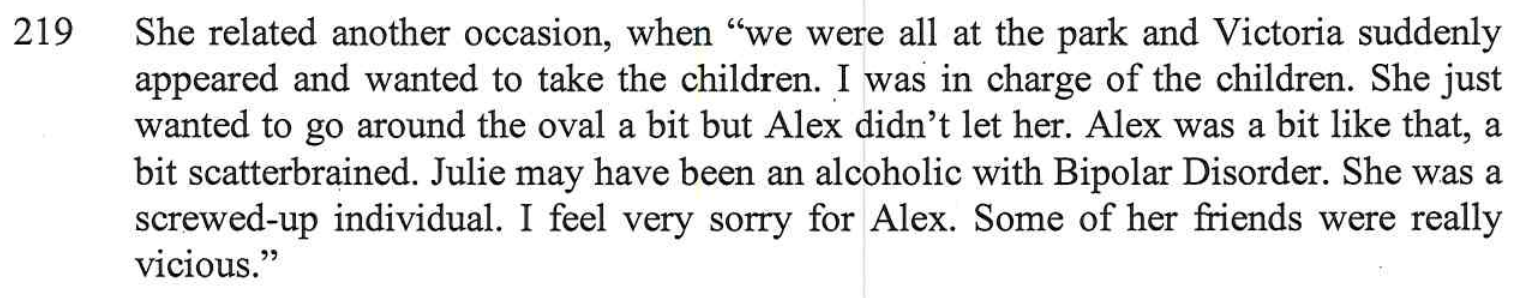 219 She related another occasion, when “we were all at the park and Victoria suddenly
appeared and wanted to take the children. I was in charge of the children. She just
wanted to go around the oval a bit but Alex didn’t let her. Alex was a bit like that, a
bit scatterbrained. Julie may have been an alcoholic with Bipolar Disorder. She was a
screwed-up individual. I feel very sorry for Alex. Some of her friends were really
vicious.”